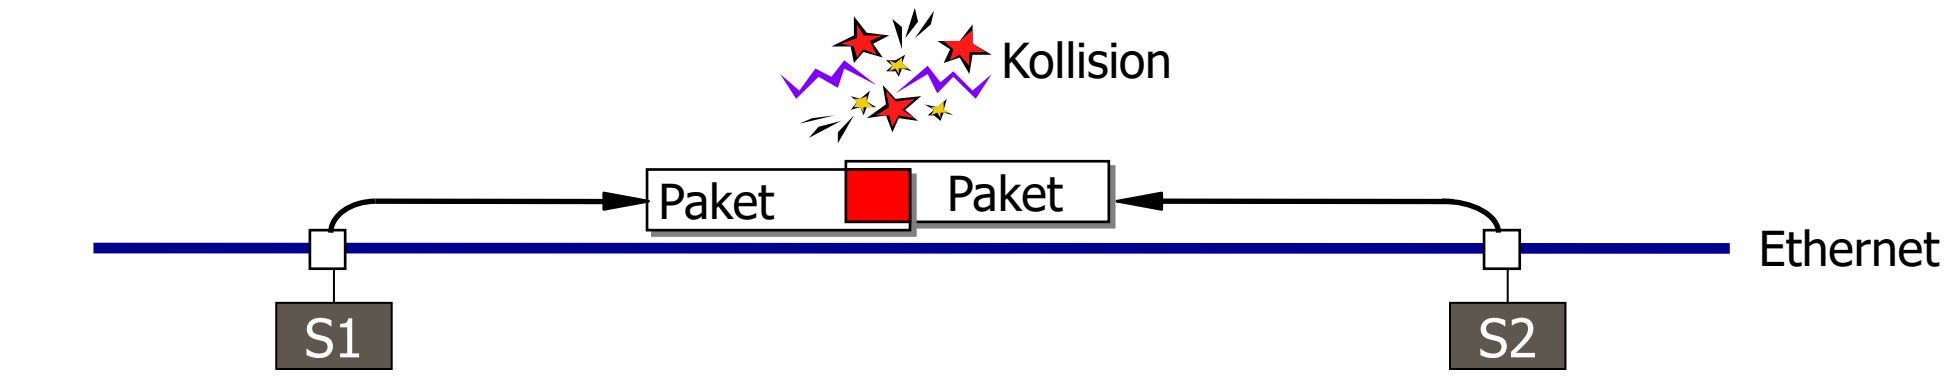 Kollision
Paket
Paket
Ethernet
S1
S2